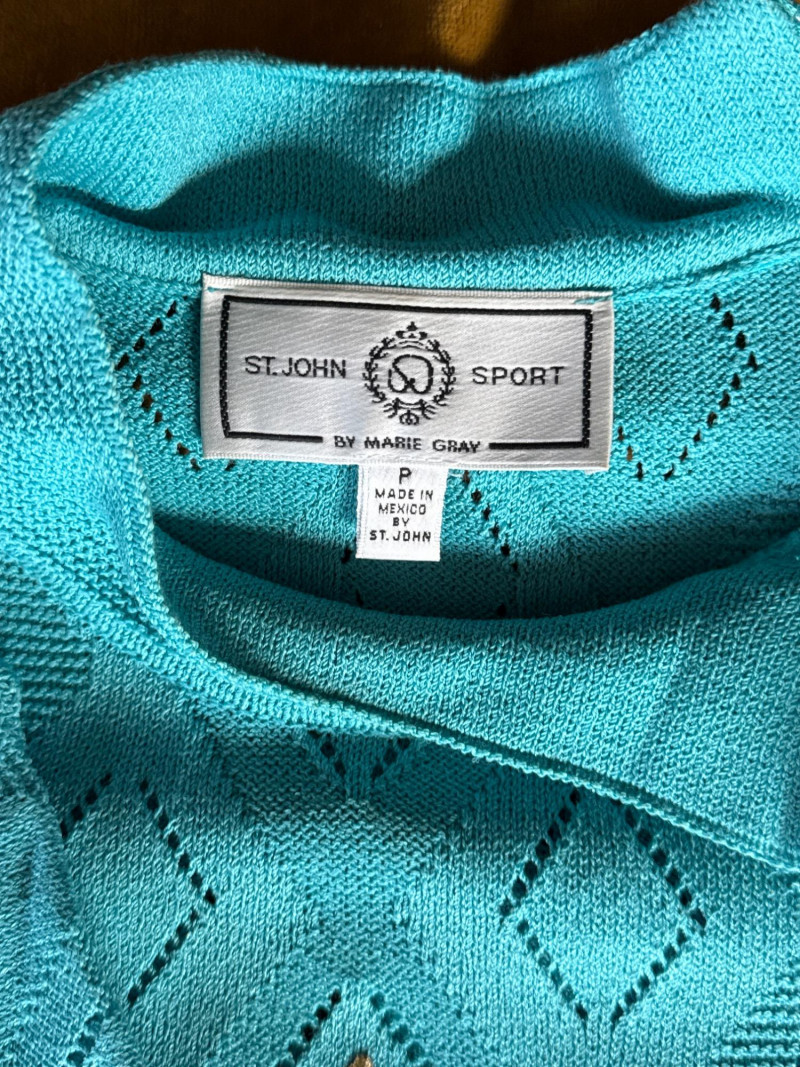 ST. JOHN SPORT
BY MARIE GRAY
P
MADE IN
MEXICO
BY
ST. JOHN